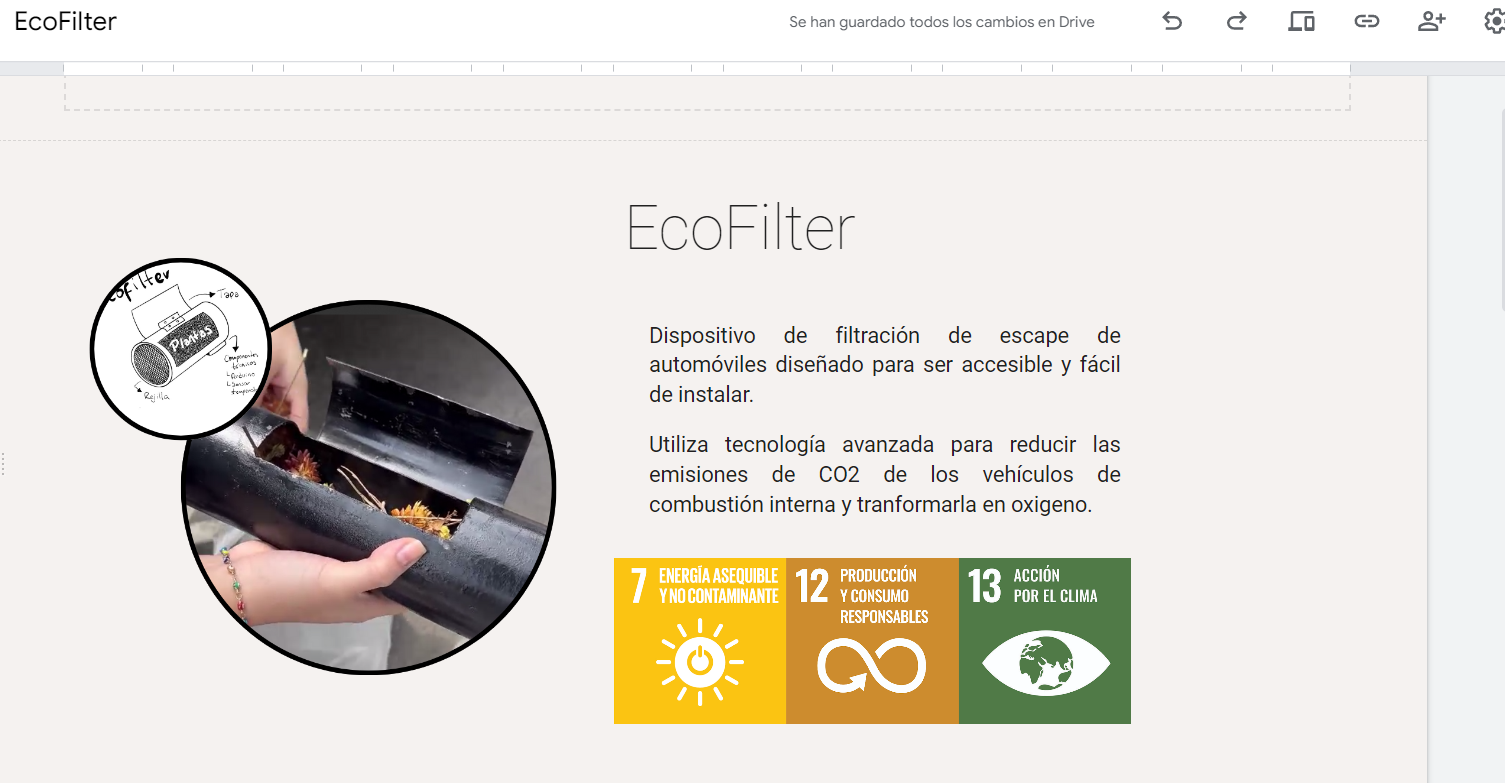 EcoFilter
Se han guardado todos los cambios en Drive
EcoFilter
cofilter
Tapa
Plantas
Componentes
Arduino
Sensor
Rejilla
Dispositivo de filtración de escape de
automóviles diseñado para ser accesible y fácil
de instalar.
Utiliza tecnología avanzada para reducir las
emisiones de CO2 de los vehículos de
combustión interna y tranformarla en oxigeno.
7 ENERGÍA ASEQUIBLE
Y NO CONTAMINANTE
12 PRODUCCIÓN
Y CONSUMO
RESPONSABLES
13 ACCIÓN
POR EL CLIMA